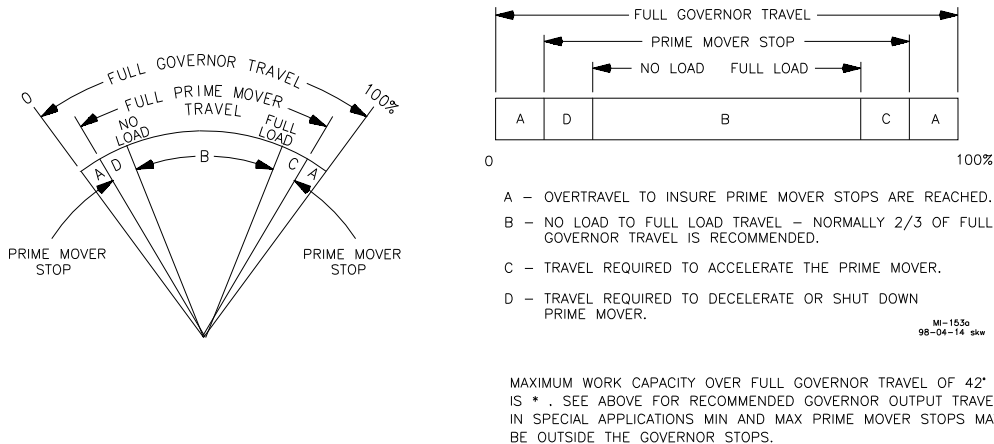 FULL GOVERNOR TRAVEL
0
100%
FULL PRIME MOVER
TRAVEL
NO
LOAD
FULL
LOAD
A
D
B
C
A
PRIME MOVER
STOP
PRIME MOVER
STOP
FULL GOVERNOR TRAVEL
PRIME MOVER STOP
NO LOAD FULL LOAD
A D B C A
0 100%
A – OVERTRAVEL TO INSURE PRIME MOVER STOPS ARE REACHED.
B – NO LOAD TO FULL LOAD TRAVEL – NORMALLY 2/3 OF FULL
GOVERNOR TRAVEL IS RECOMMENDED.
C – TRAVEL REQUIRED TO ACCELERATE THE PRIME MOVER.
D – TRAVEL REQUIRED TO DECELERATE OR SHUT DOWN
PRIME MOVER.
MI–153a
98–04–14 skw
MAXIMUM WORK CAPACITY OVER FULL GOVERNOR TRAVEL OF 42°
IS * . SEE ABOVE FOR RECOMMENDED GOVERNOR OUTPUT TRAVE
IN SPECIAL APPLICATIONS MIN AND MAX PRIME MOVER STOPS MA
BE OUTSIDE THE GOVERNOR STOPS.